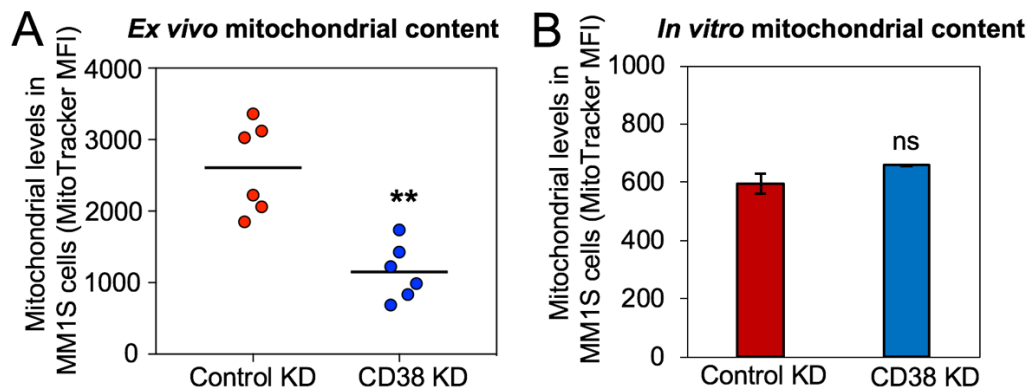 A
Ex vivo mitochondrial content
Mitochondrial levels in
MM1S cells (MitoTracker MFI)
4000
3000
2000
1000
0
**
Control KD
CD38 KD
B
In vitro mitochondrial content
Mitochondrial levels in
MM1S cells (MitoTracker MFI)
1000
800
600
400
200
0
ns
Control KD
CD38 KD